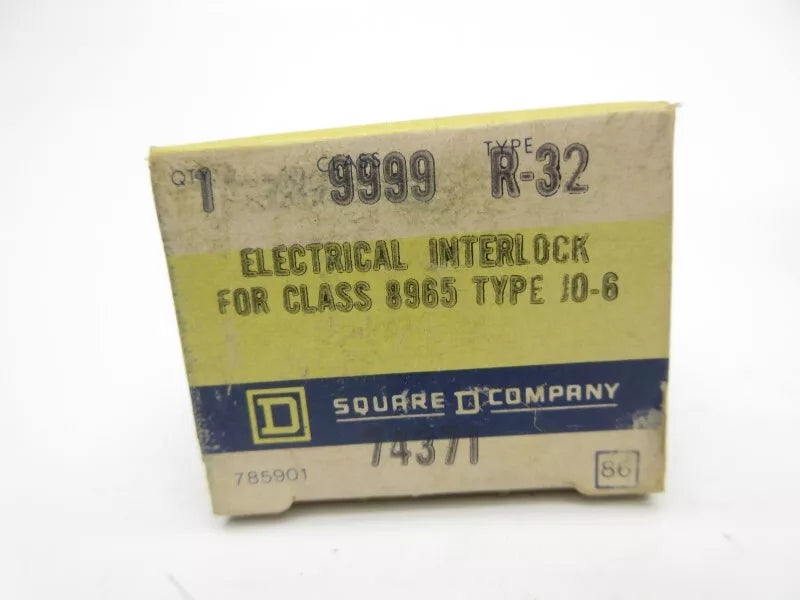 QTY CLASS TYPE
1 9999 R-32
ELECTRICAL INTERLOCK
FOR CLASS 8965 TYPE JO-6
D SQUARE D COMPANY
74371
785901 86